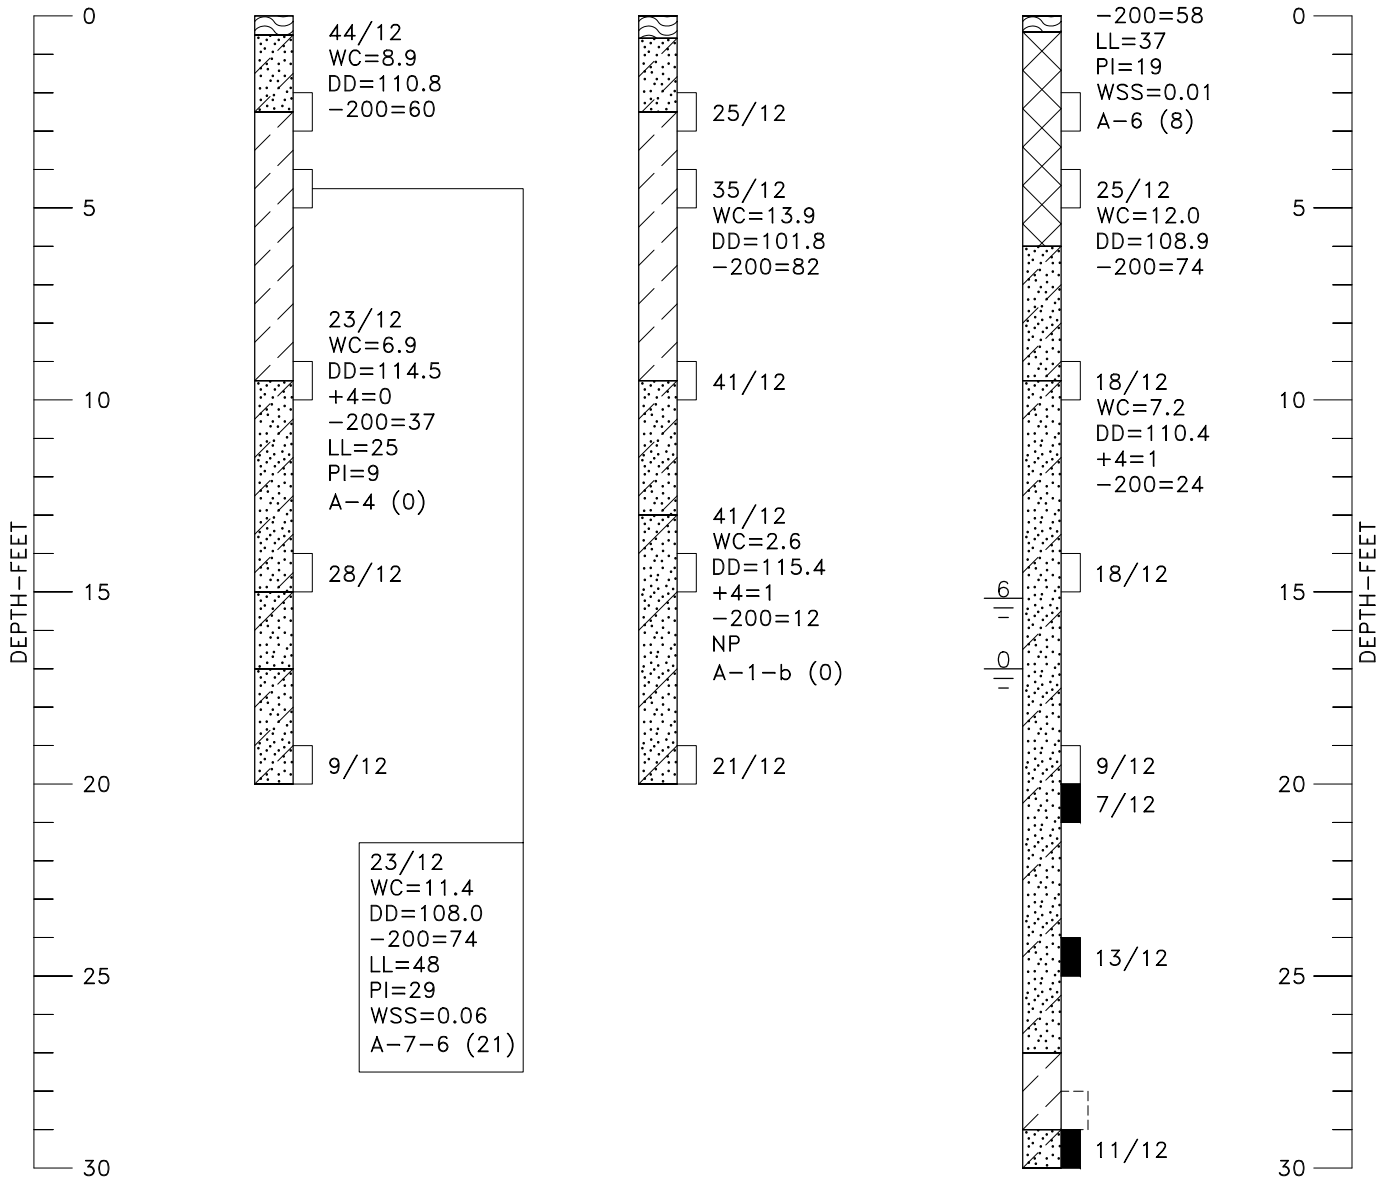 0
5
10
15
20
25
30
DEPTH-FEET
44/12
WC=8.9
DD=110.8
-200=60
23/12
WC=6.9
DD=114.5
+4=0
-200=37
LL=25
PI=9
A-4 (0)
28/12
9/12
23/12
WC=11.4
DD=108.0
-200=74
LL=48
PI=29
WSS=0.06
A-7-6 (21)
25/12
35/12
WC=13.9
DD=101.8
-200=82
41/12
41/12
WC=2.6
DD=115.4
+4=1
-200=12
NP
A-1-b (0)
21/12
6
0
-200=58
LL=37
PI=19
WSS=0.01
A-6 (8)
25/12
WC=12.0
DD=108.9
-200=74
18/12
WC=7.2
DD=110.4
+4=1
-200=24
18/12
9/12
7/12
13/12
11/12
0
5
10
15
20
25
30
DEPTH-FEET